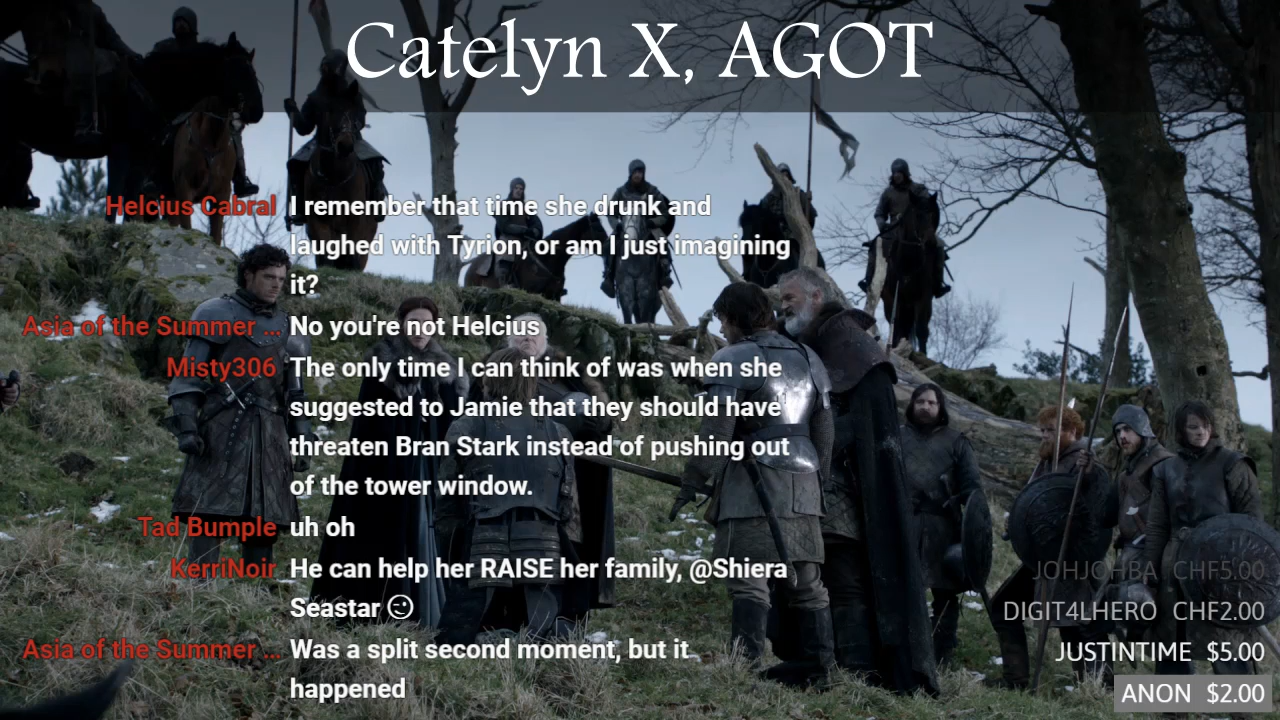 Catelyn X, AGOT
Helcius Cabral I remember that time she drunk and
laughed with Tyrion, or am I just imagining
it?
Asia of the Summer ... No you're not Helcius
Misty306 The only time I can think of was when she
suggested to Jamie that they should have
threaten Bran Stark instead of pushing out
of the tower window.
Tad Bumple uh oh
KerriNoir He can help her RAISE her family, @Shiera
Seastar
Asia of the Summer ... Was a split second moment, but it
happened
JOHJOHBA CHF5.00
DIGIT4LHERO CHF2.00
JUSTINTIME $5.00
ANON $2.00